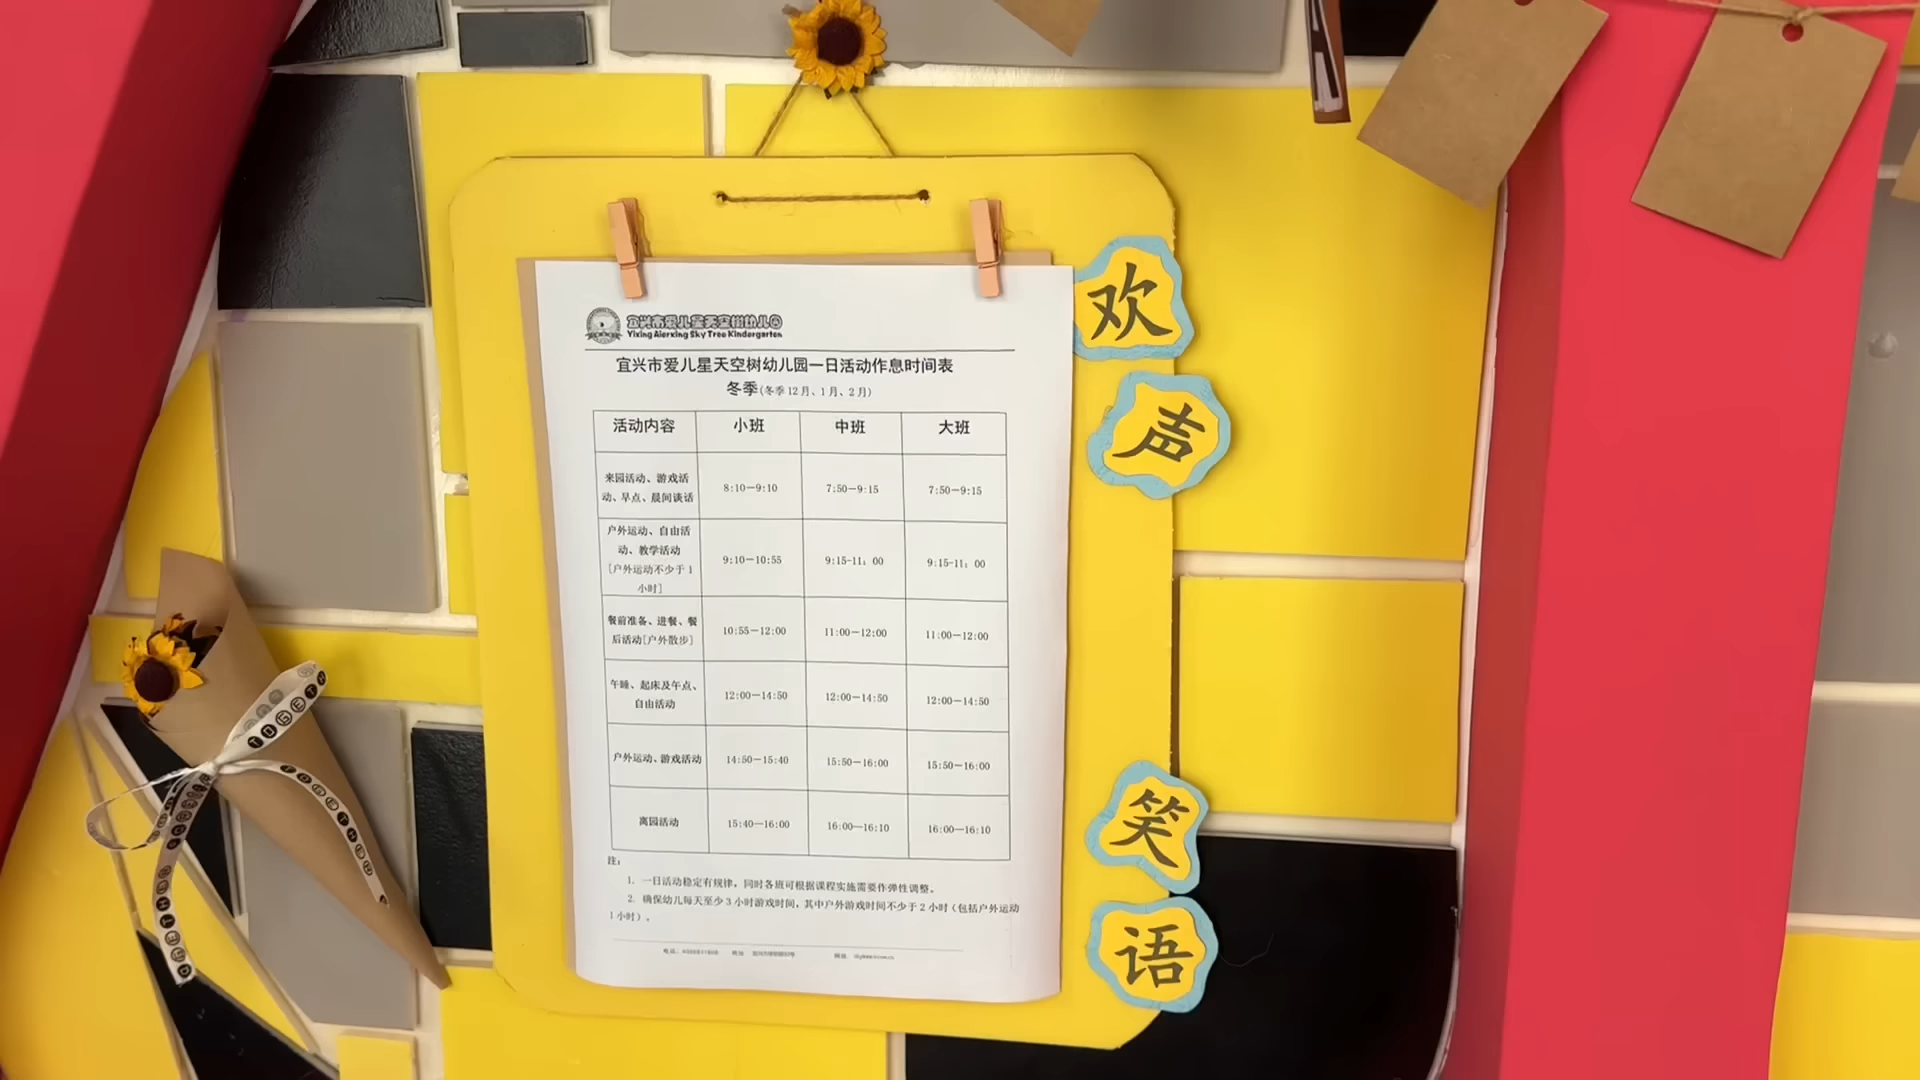 宜兴市爱儿星天空树幼儿园
Yixing Aierxing Sky Tree Kindergarten
宜兴市爱儿星天空树幼儿园一日活动作息时间表
冬季(冬季12月、1月、2月)
活动内容 小班 中班 大班
来园活动、游戏活
动、早点、晨间谈话
8:10—9:10 7:50—9:15 7:50—9:15
户外运动、自由活
动、教学活动
[户外运动不少于1
小时]
9:10—10:55 9:15-11：00 9:15-11：00
餐前准备、进餐、餐
后活动[户外散步]
10:55—12:00 11:00—12:00 11:00—12:00
午睡、起床及午点、
自由活动
12:00—14:50 12:00—14:50 12:00—14:50
户外运动、游戏活动 14:50—15:40 15:50—16:00 15:50—16:00
离园活动 15:40—16:00 16:00—16:10 16:00—16:10
注：
1. 一日活动稳定有规律，同时各班可根据课程实施需要作弹性调整。
2. 确保幼儿每天至少3小时游戏时间，其中户外游戏时间不少于2小时（包括户外运动
1小时）。
欢
声
笑
语
TOGETHER